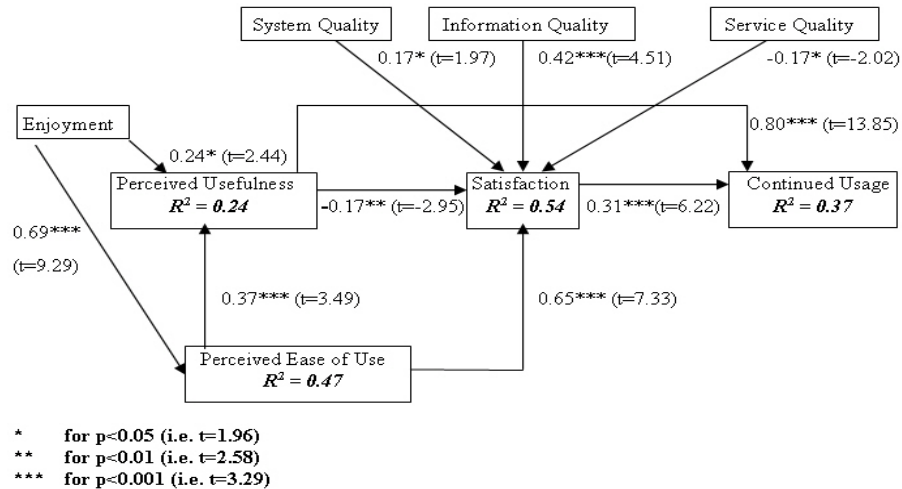 System Quality
Information Quality
Service Quality
0.17* (t=1.97)
0.42***(t=4.51)
-0.17* (t=-2.02)
Enjoyment
0.80*** (t=13.85)
0.24* (t=2.44)
Perceived Usefulness
R² = 0.24
Satisfaction
R² = 0.54
Continued Usage
R² = 0.37
-0.17** (t=-2.95)
0.31***(t=6.22)
0.69***
(t=9.29)
0.37*** (t=3.49)
0.65*** (t=7.33)
Perceived Ease of Use
R² = 0.47
* for p<0.05 (i.e. t=1.96)
** for p<0.01 (i.e. t=2.58)
*** for p<0.001 (i.e. t=3.29)